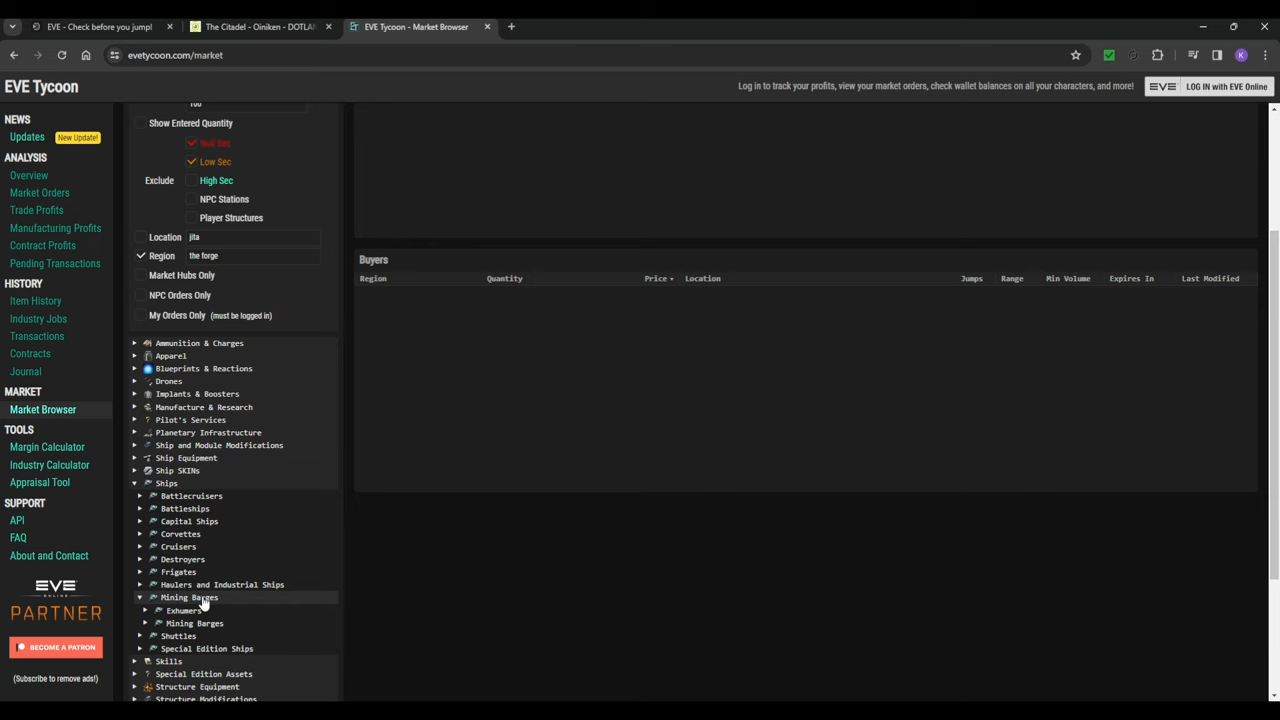 EVE - Check before you jump!
The Citadel - Oiniken - DOTLAN
EVE Tycoon - Market Browser
evetycoon.com/market
K
EVE Tycoon
Log in to track your profits, view your market orders, check wallet balances on all your characters, and more!
EVE LOG IN with EVE Online
NEWS
Updates New Update!
ANALYSIS
Overview
Market Orders
Trade Profits
Manufacturing Profits
Contract Profits
Pending Transactions
HISTORY
Item History
Industry Jobs
Transactions
Contracts
Journal
MARKET
Market Browser
TOOLS
Margin Calculator
Industry Calculator
Appraisal Tool
SUPPORT
API
FAQ
About and Contact
EVE
PARTNER
BECOME A PATRON
(Subscribe to remove ads!)
100
Show Entered Quantity
Null Sec
Low Sec
Exclude High Sec
NPC Stations
Player Structures
Location jita
Region the forge
Market Hubs Only
NPC Orders Only
My Orders Only (must be logged in)
Ammunition & Charges
Apparel
Blueprints & Reactions
Drones
Implants & Boosters
Manufacture & Research
Pilot's Services
Planetary Infrastructure
Ship and Module Modifications
Ship Equipment
Ship SKINs
Ships
Battlecruisers
Battleships
Capital Ships
Corvettes
Cruisers
Destroyers
Frigates
Haulers and Industrial Ships
Mining Barges
Exhumers
Mining Barges
Shuttles
Special Edition Ships
Skills
Special Edition Assets
Structure Equipment
Structure Modifications
Buyers
Region Quantity Price Location Jumps Range Min Volume Expires In Last Modified